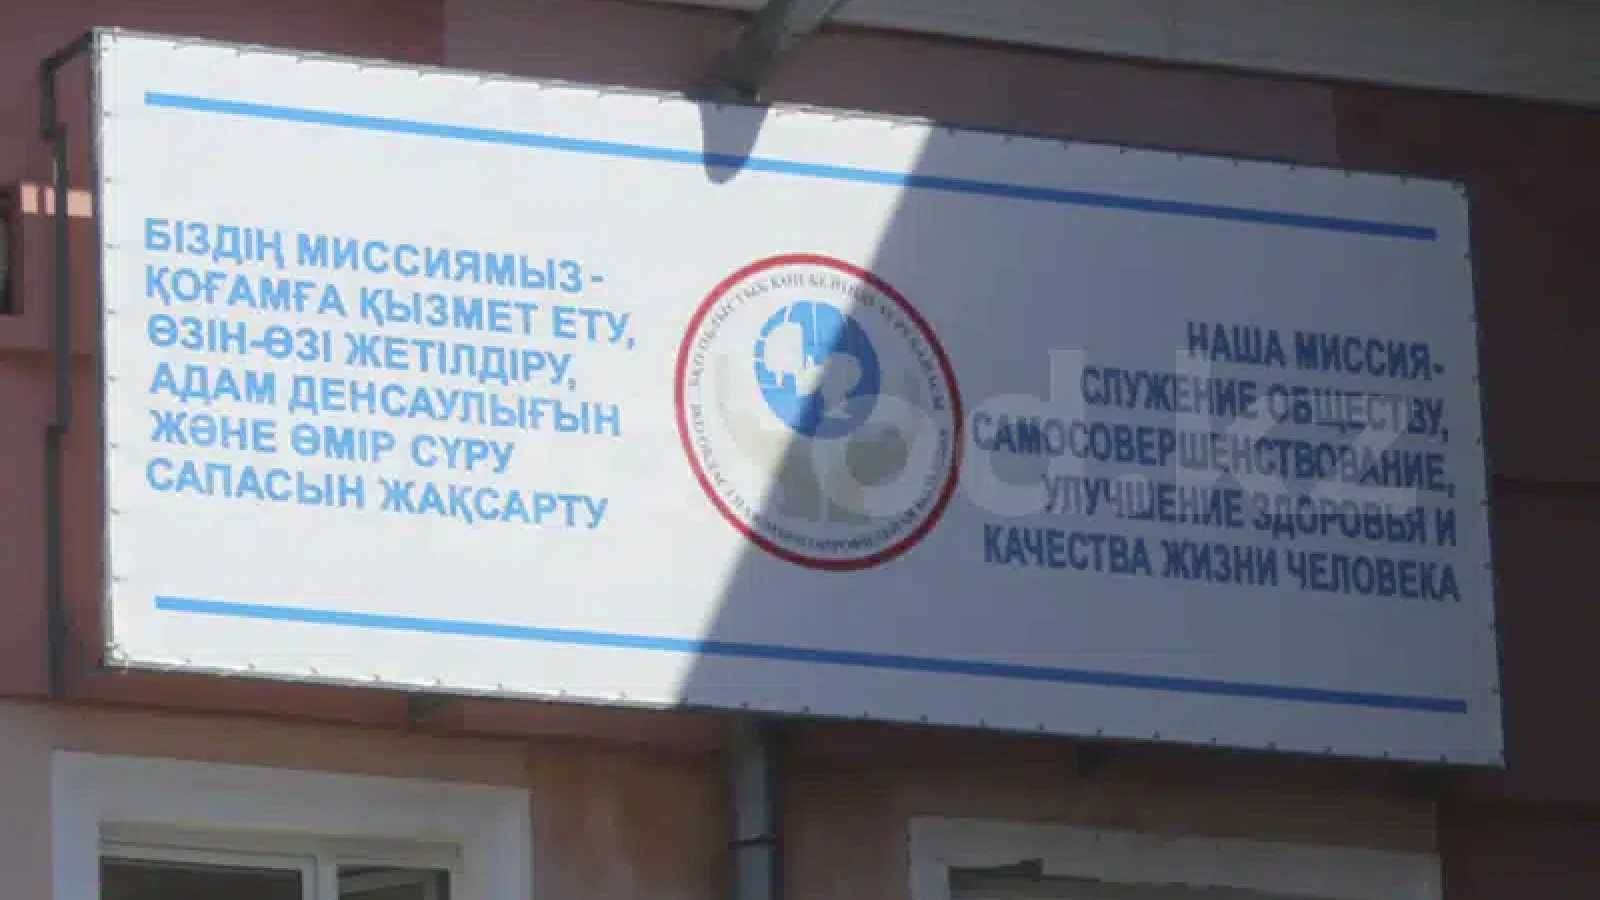 БІЗДІҢ МИССИЯМЫЗ-
ҚОҒАМҒА ҚЫЗМЕТ ЕТУ,
ӨЗІН-ӨЗІ ЖЕТІЛДІРУ,
АДАМ ДЕНСАУЛЫҒЫН
ЖӘНЕ ӨМІР СҮРУ
САПАСЫН ЖАҚСАРТУ
НАША МИССИЯ-
СЛУЖЕНИЕ ОБЩЕСТВУ,
САМОСОВЕРШЕНСТВОВАНИЕ,
УЛУЧШЕНИЕ ЗДОРОВЬЯ И
КАЧЕСТВА ЖИЗНИ ЧЕЛОВЕКА